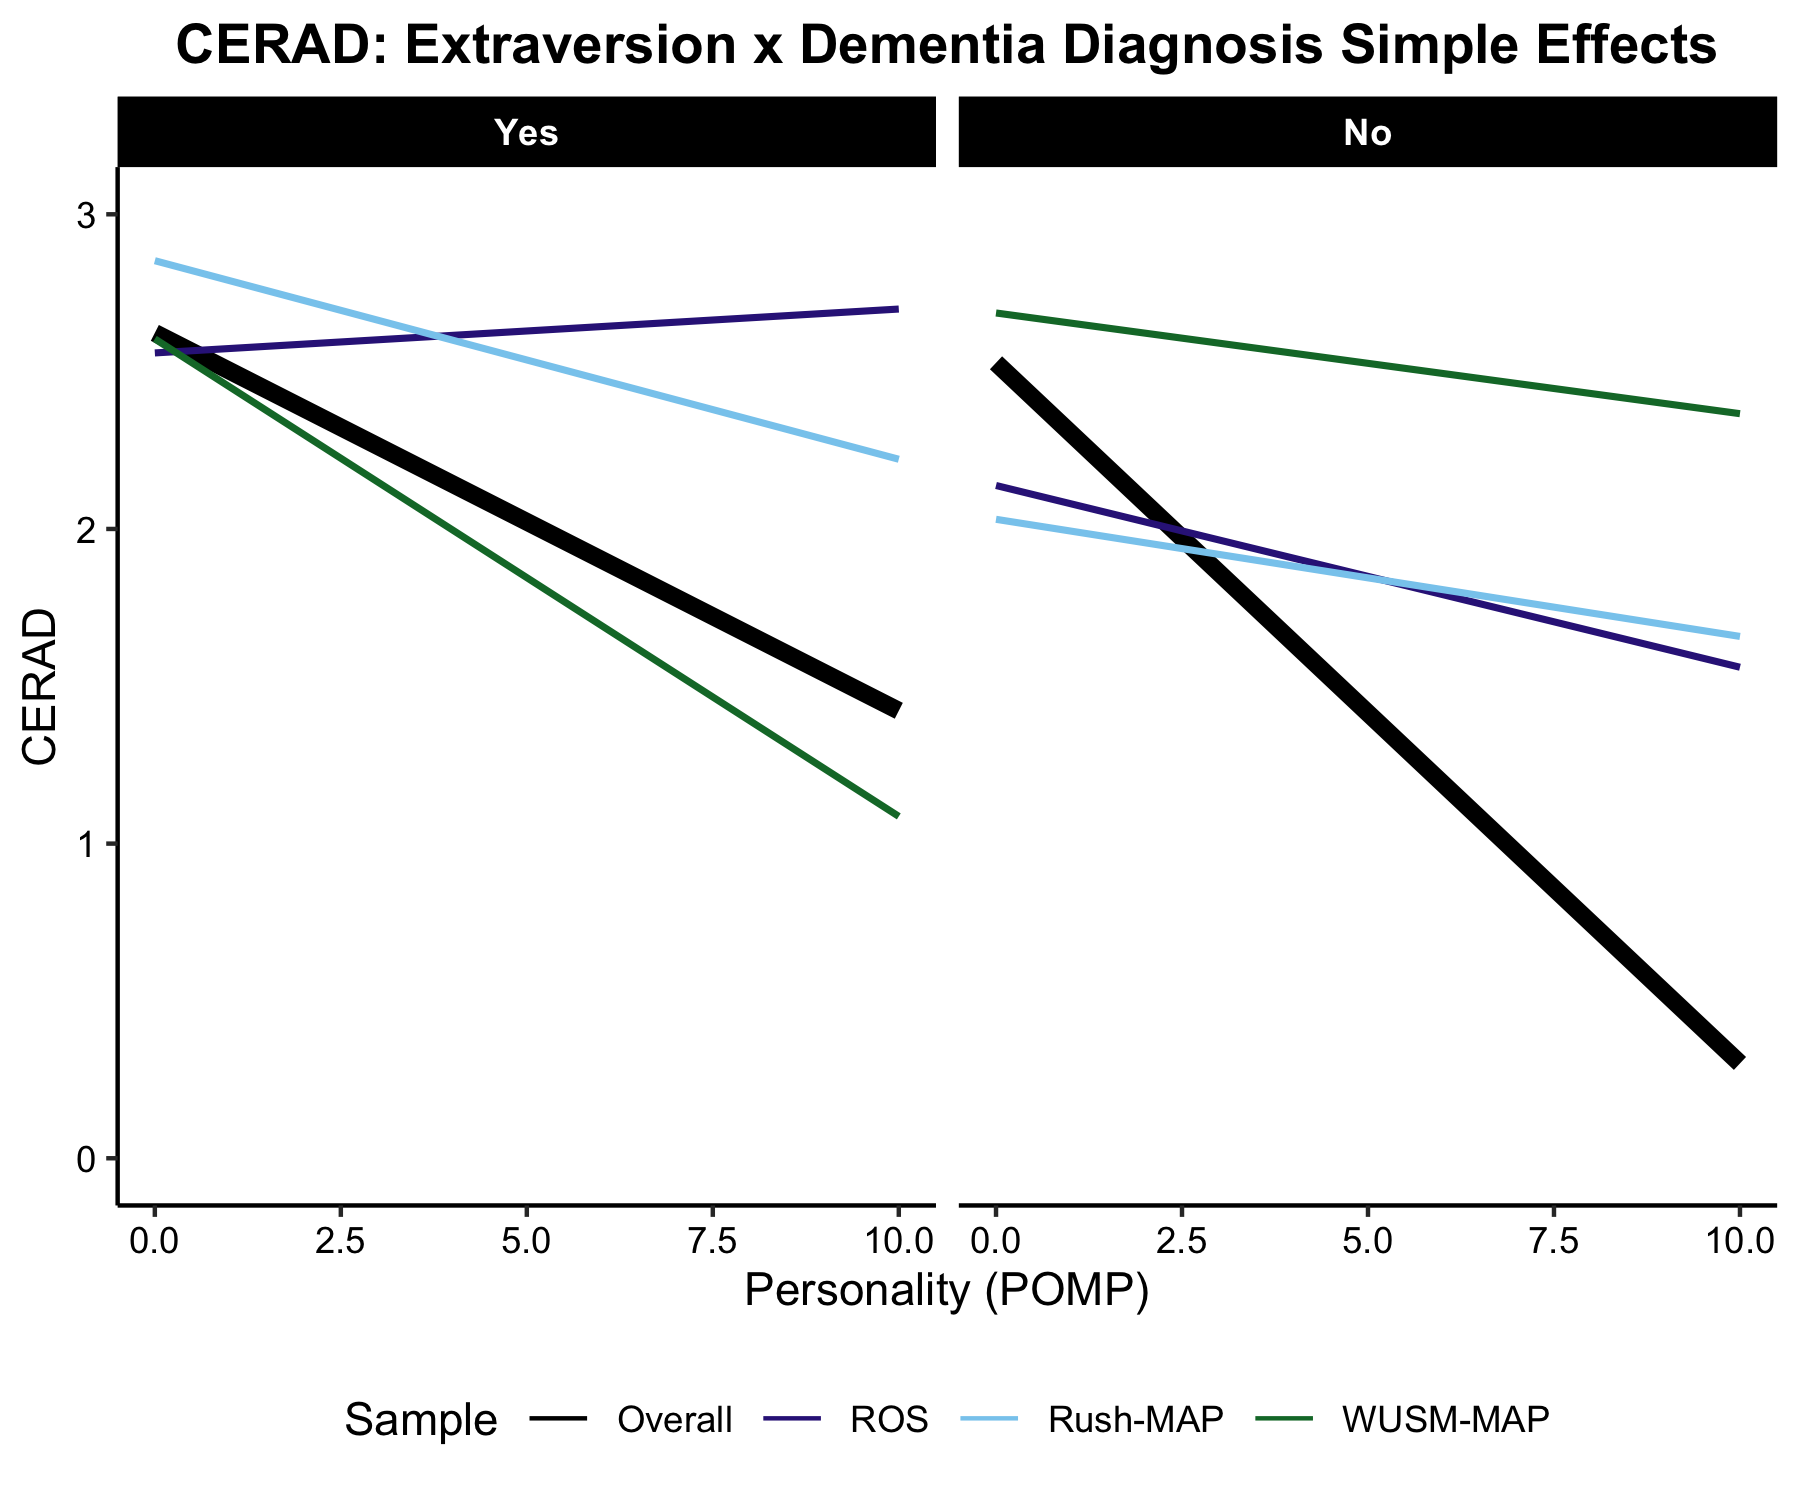 CERAD: Extraversion x Dementia Diagnosis Simple Effects
Yes No
3
2
1
0
CERAD
0.0 2.5 5.0 7.5 10.0 0.0 2.5 5.0 7.5 10.0
Personality (POMP)
Sample Overall ROS Rush-MAP WUSM-MAP